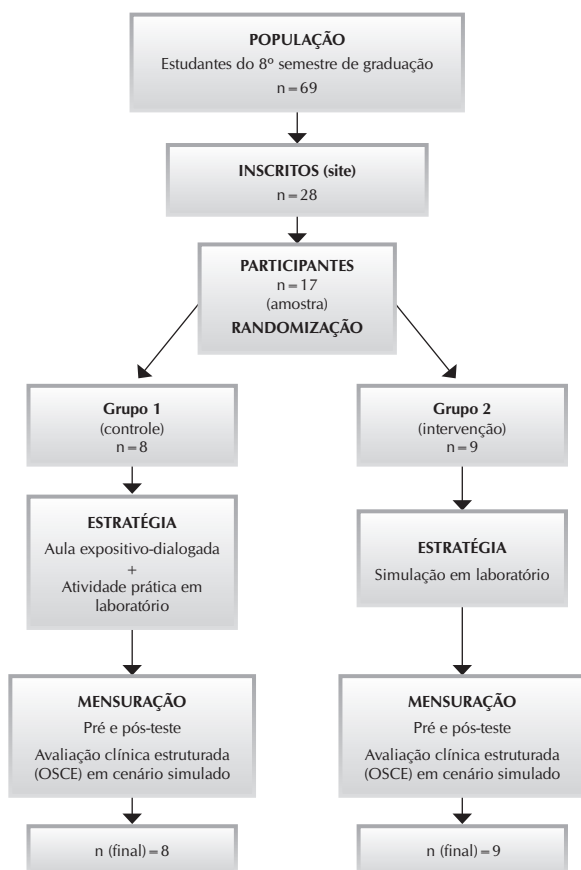 POPULAÇÃO
Estudantes do 8º semestre de graduação
n = 69
INSCRITOS (site)
n = 28
PARTICIPANTES
n = 17
(amostra)
RANDOMIZAÇÃO
Grupo 1
(controle)
n = 8
Grupo 2
(intervenção)
n = 9
ESTRATÉGIA
Aula expositivo-dialogada
+
Atividade prática em
laboratório
ESTRATÉGIA
Simulação em laboratório
MENSURAÇÃO
Pré e pós-teste
Avaliação clínica estruturada
(OSCE) em cenário simulado
MENSURAÇÃO
Pré e pós-teste
Avaliação clínica estruturada
(OSCE) em cenário simulado
n (final) = 8
n (final) = 9